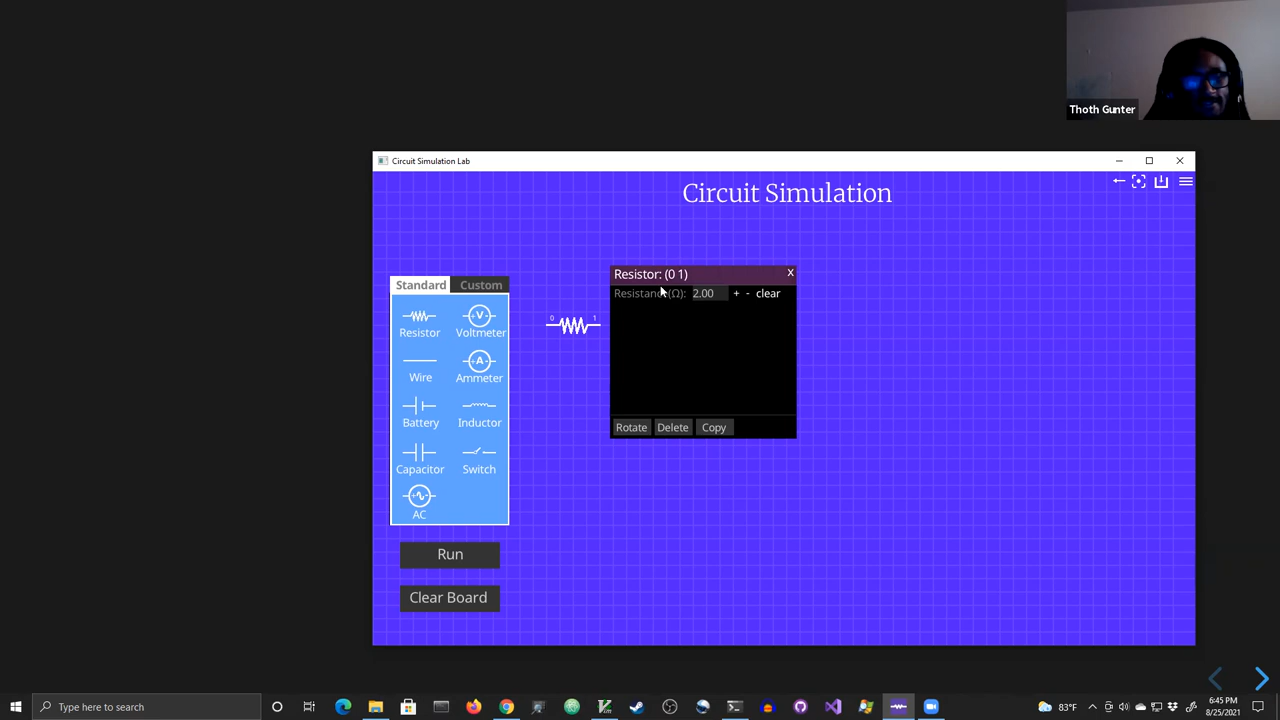 Thoth Gunter
Circuit Simulation Lab
Circuit Simulation
Resistor: (0 1)
X
Resistance (Ω): 2.00 + - clear
Standard Custom
Resistor Voltmeter
V
0 1
Wire Ammeter
A
Battery Inductor
Capacitor Switch
AC
Rotate Delete Copy
Run
Clear Board
Type here to search
83°F
6:45 PM
8/25/2021